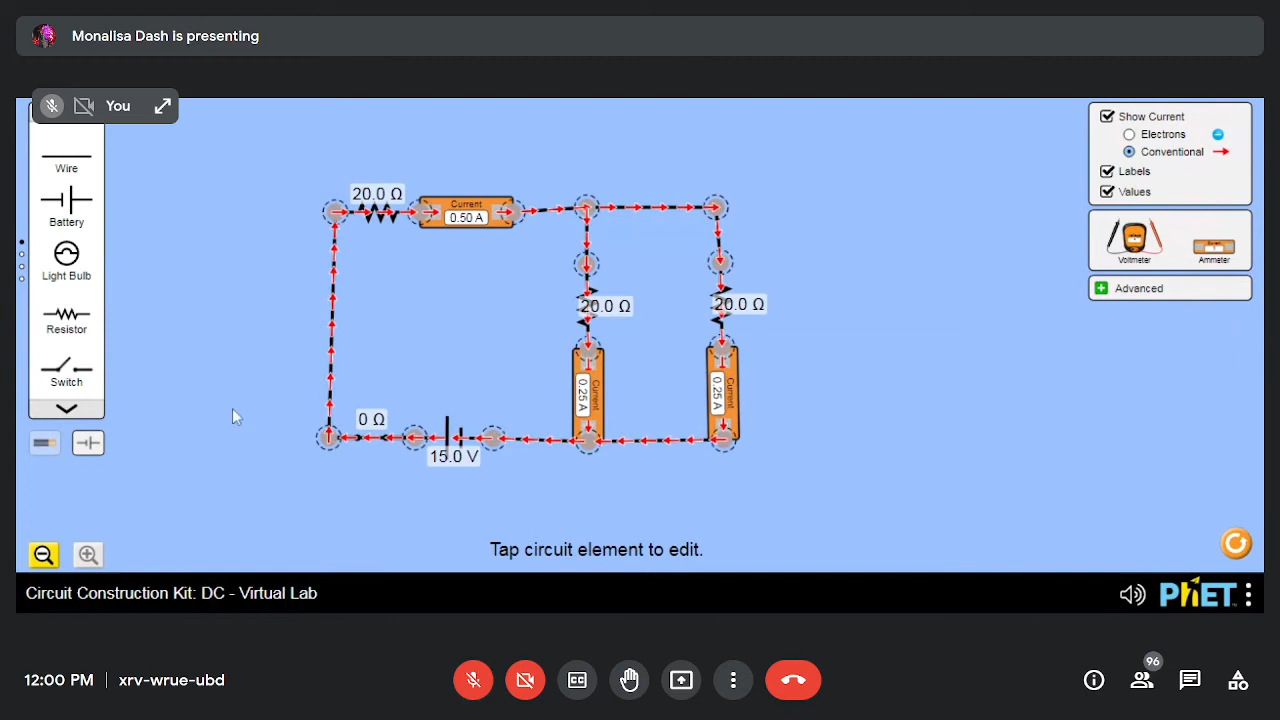 Monalisa Dash is presenting
You
Wire
Battery
Light Bulb
Resistor
Switch
20.0 Ω
Current
0.50 A
20.0 Ω
20.0 Ω
Current
0.25 A
Current
0.25 A
0 Ω
15.0 V
Show Current
Electrons
Conventional
Labels
Values
Voltmeter
Ammeter
Advanced
Tap circuit element to edit.
Circuit Construction Kit: DC - Virtual Lab
PhET
12:00 PM
xrv-wrue-ubd
96